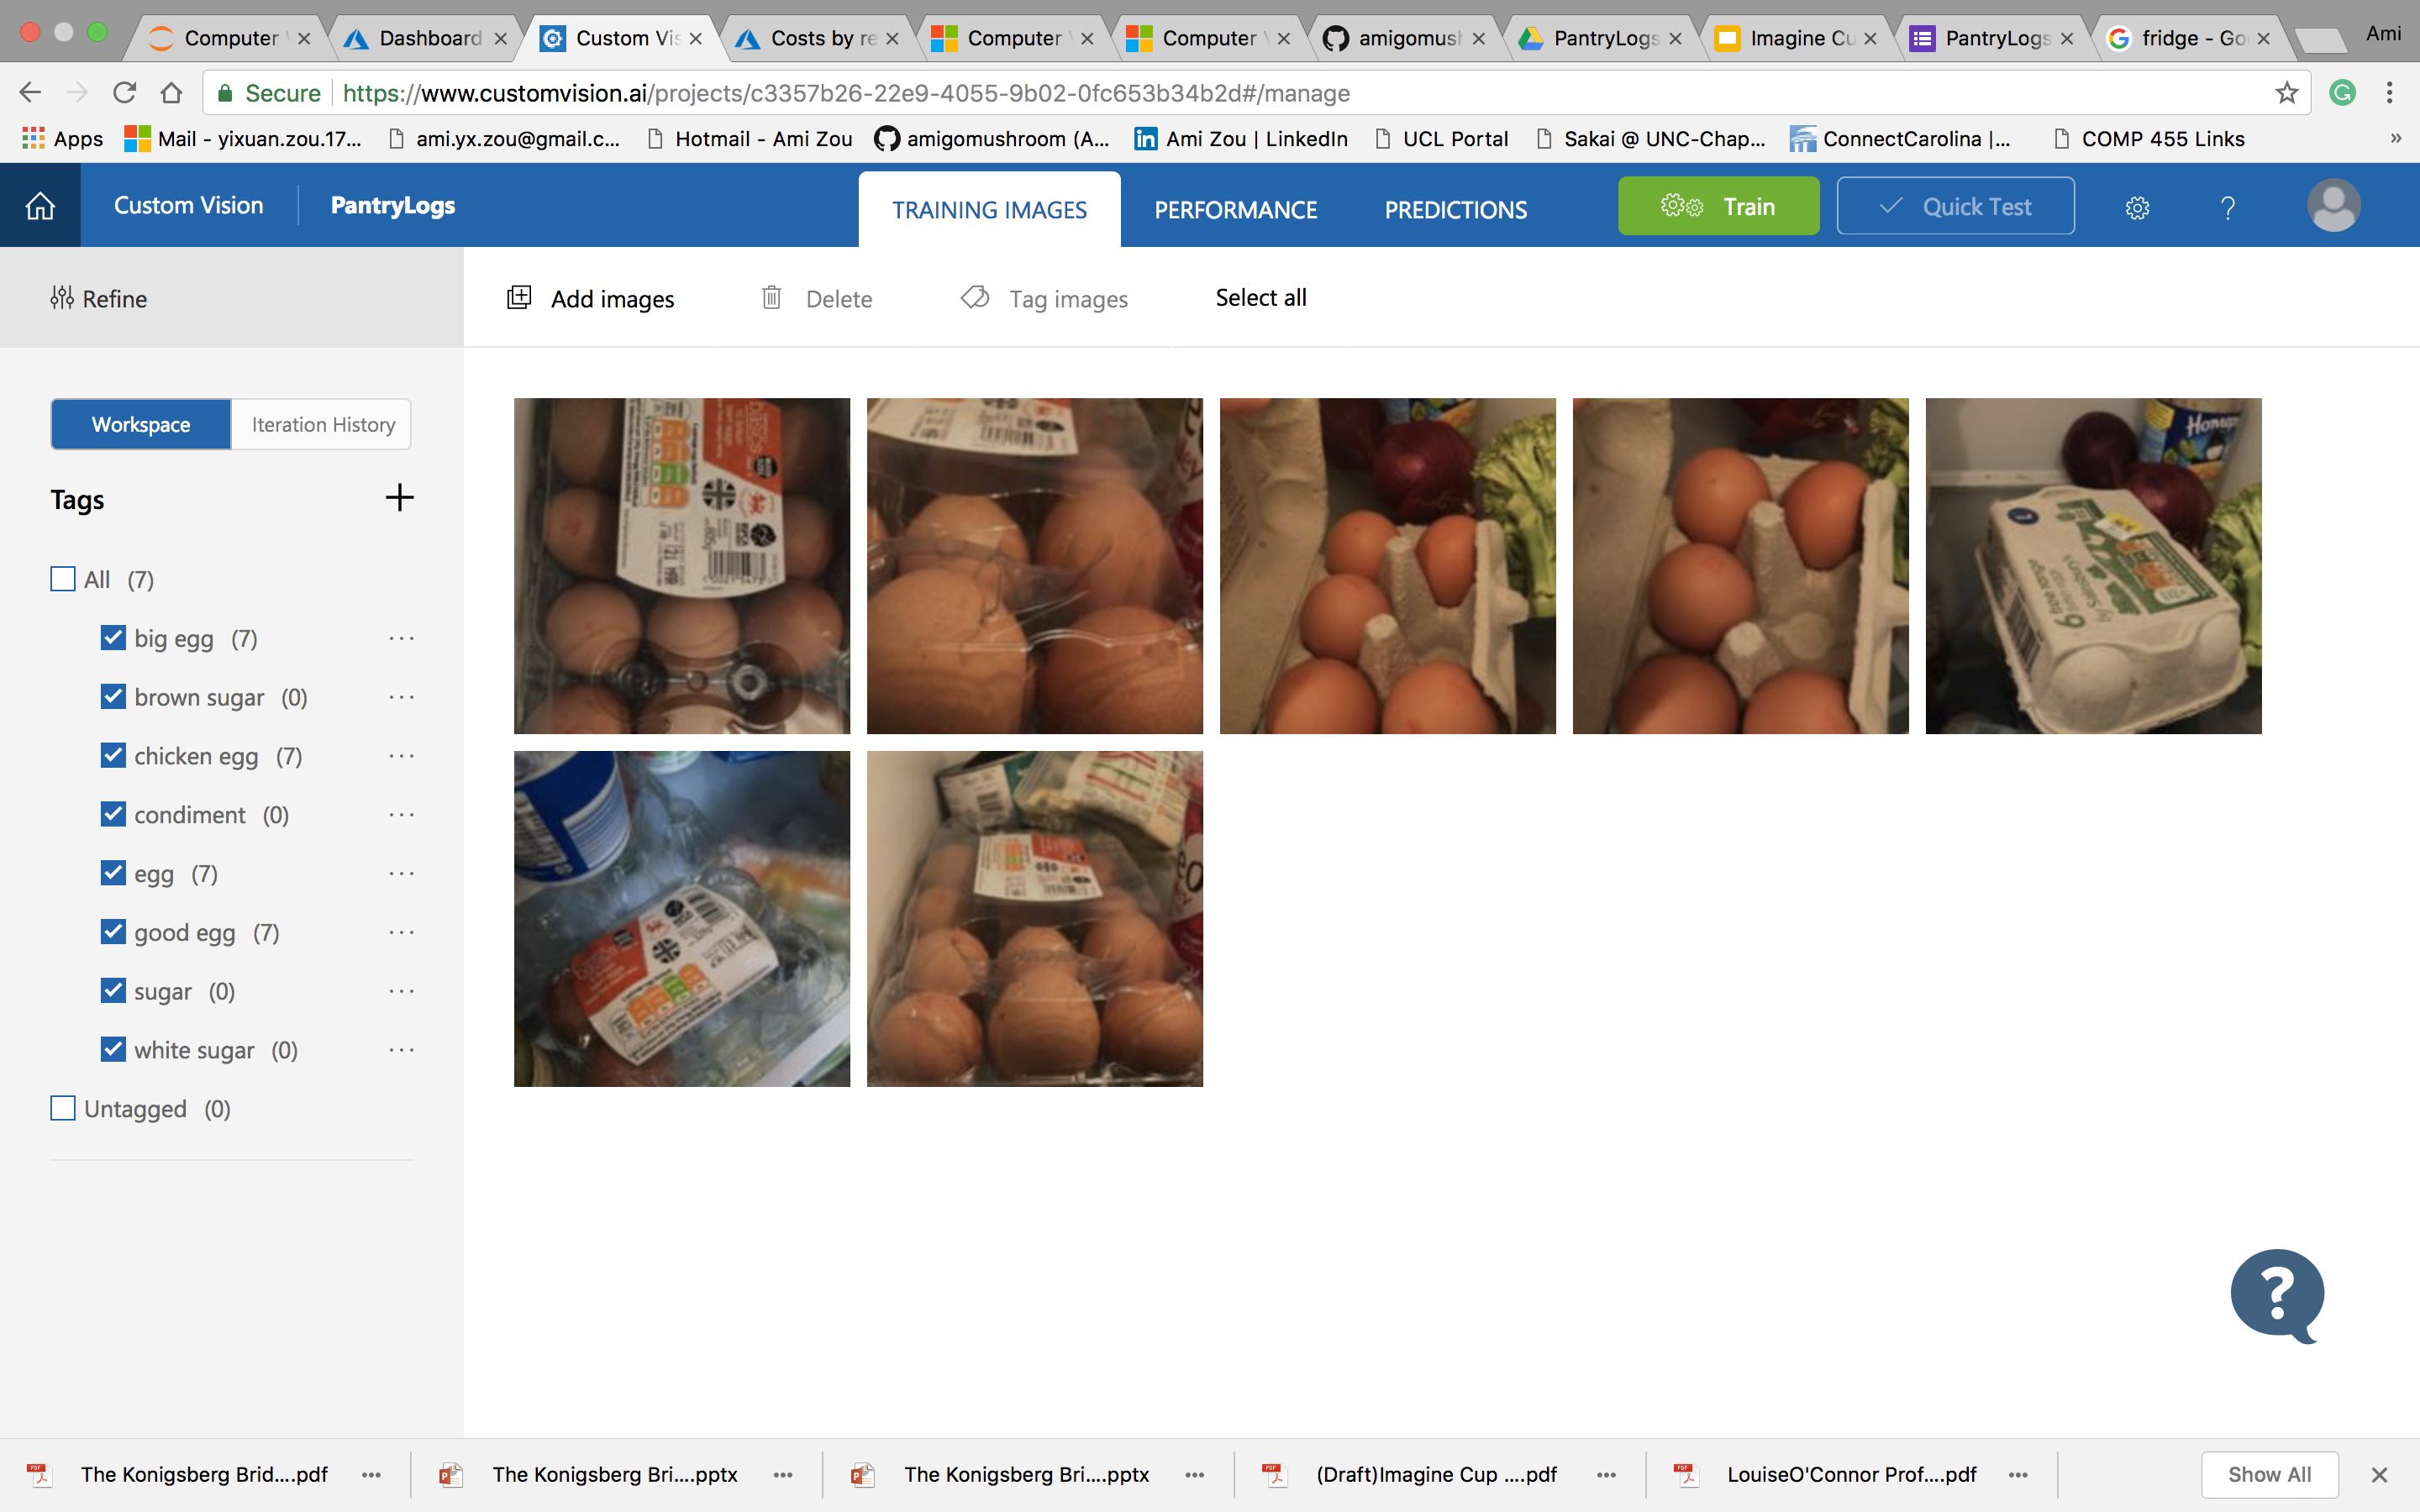 Computer V
Dashboard
Custom Vis
Costs by re
Computer V
Computer V
amigomush
PantryLogs
Imagine Cu
PantryLogs
fridge - Go
Ami
Secure
https://www.customvision.ai/projects/c3357b26-22e9-4055-9b02-0fc653b34b2d#/manage
Apps
Mail - yixuan.zou.17...
ami.yx.zou@gmail.c...
Hotmail - Ami Zou
amigomushroom (A...
Ami Zou | LinkedIn
UCL Portal
Sakai @ UNC-Chap...
ConnectCarolina |...
COMP 455 Links
»
Custom Vision
PantryLogs
TRAINING IMAGES
PERFORMANCE
PREDICTIONS
Train
Quick Test
?
Refine
Add images
Delete
Tag images
Select all
Workspace
Iteration History
Tags
All (7)
big egg (7)
brown sugar (0)
chicken egg (7)
condiment (0)
egg (7)
good egg (7)
sugar (0)
white sugar (0)
Untagged (0)
?
The Konigsberg Brid....pdf
The Konigsberg Bri....pptx
The Konigsberg Bri....pptx
(Draft)Imagine Cup ....pdf
LouiseO'Connor Prof....pdf
Show All